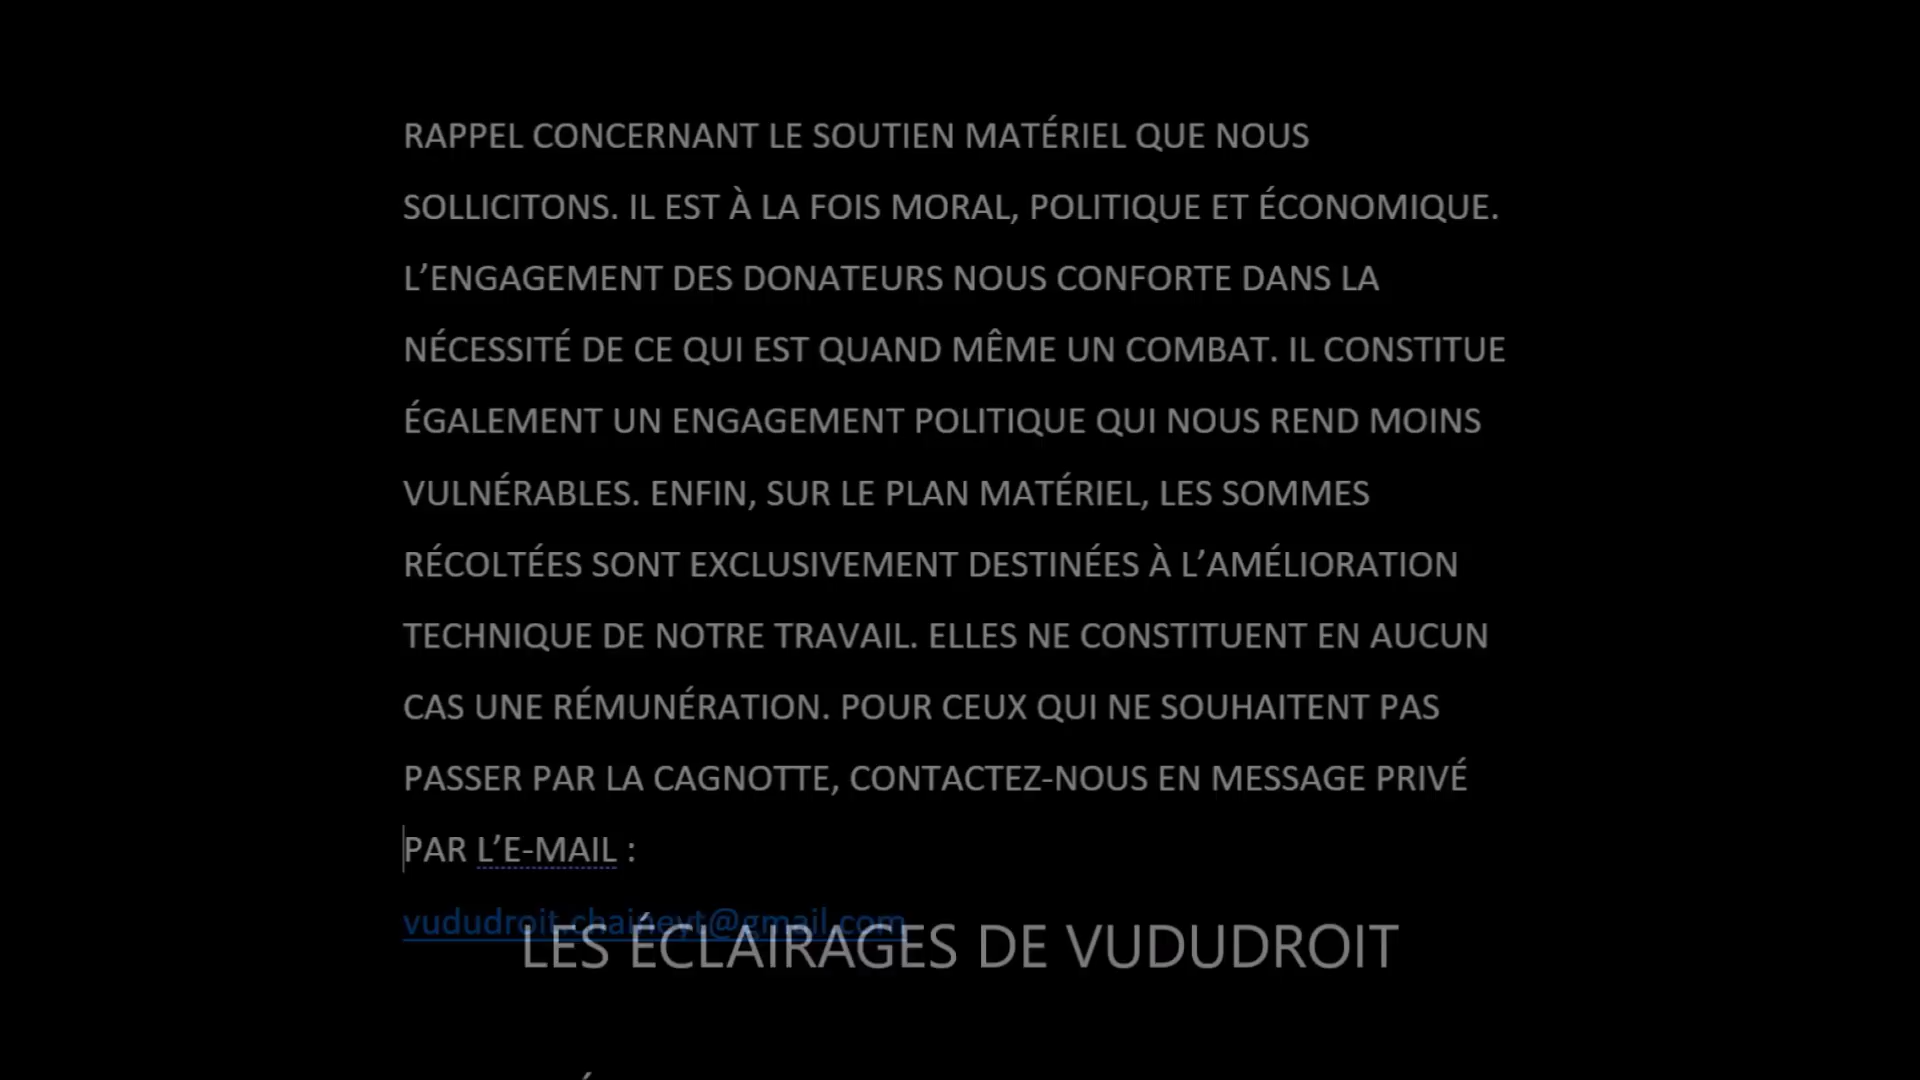 RAPPEL CONCERNANT LE SOUTIEN MATÉRIEL QUE NOUS
SOLLICITONS. IL EST À LA FOIS MORAL, POLITIQUE ET ÉCONOMIQUE.
L’ENGAGEMENT DES DONATEURS NOUS CONFORTE DANS LA
NÉCESSITÉ DE CE QUI EST QUAND MÊME UN COMBAT. IL CONSTITUE
ÉGALEMENT UN ENGAGEMENT POLITIQUE QUI NOUS REND MOINS
VULNÉRABLES. ENFIN, SUR LE PLAN MATÉRIEL, LES SOMMES
RÉCOLTÉES SONT EXCLUSIVEMENT DESTINÉES À L’AMÉLIORATION
TECHNIQUE DE NOTRE TRAVAIL. ELLES NE CONSTITUENT EN AUCUN
CAS UNE RÉMUNÉRATION. POUR CEUX QUI NE SOUHAITENT PAS
PASSER PAR LA CAGNOTTE, CONTACTEZ-NOUS EN MESSAGE PRIVÉ
PAR L’E-MAIL :
vududroit.chaineyt@gmail.com
LES ÉCLAIRAGES DE VUDUDROIT